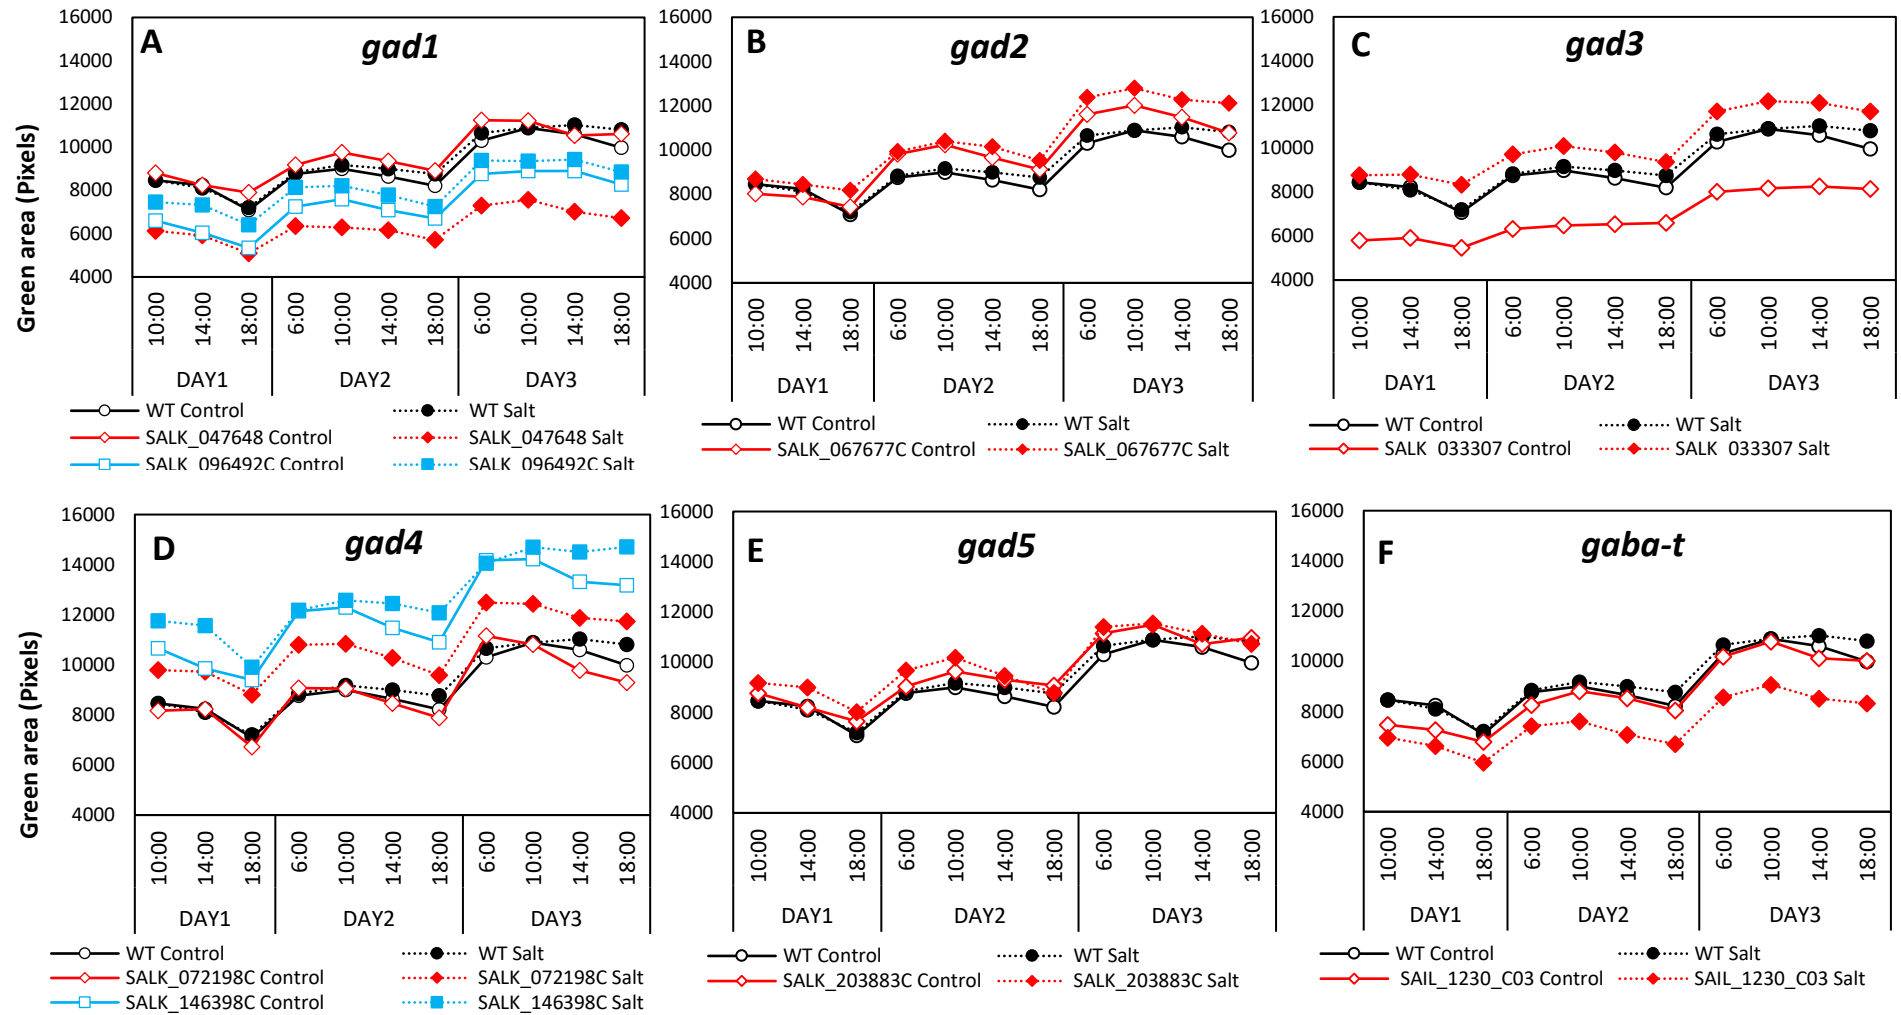 A
gad1
Green area (Pixels)
16000
14000
12000
10000
8000
6000
4000
10:00 14:00 18:00 6:00 10:00 14:00 18:00 6:00 10:00 14:00 18:00
DAY1 DAY2 DAY3
WT Control WT Salt
SALK_047648 Control SALK_047648 Salt
SALK_096492C Control SALK_096492C Salt
B
gad2
16000
14000
12000
10000
8000
6000
4000
10:00 14:00 18:00 6:00 10:00 14:00 18:00 6:00 10:00 14:00 18:00
DAY1 DAY2 DAY3
WT Control WT Salt
SALK_067677C Control SALK_067677C Salt
C
gad3
16000
14000
12000
10000
8000
6000
4000
10:00 14:00 18:00 6:00 10:00 14:00 18:00 6:00 10:00 14:00 18:00
DAY1 DAY2 DAY3
WT Control WT Salt
SALK_033307 Control SALK_033307 Salt
D
gad4
Green area (Pixels)
16000
14000
12000
10000
8000
6000
4000
10:00 14:00 18:00 6:00 10:00 14:00 18:00 6:00 10:00 14:00 18:00
DAY1 DAY2 DAY3
WT Control WT Salt
SALK_072198C Control SALK_072198C Salt
SALK_146398C Control SALK_146398C Salt
E
gad5
16000
14000
12000
10000
8000
6000
4000
10:00 14:00 18:00 6:00 10:00 14:00 18:00 6:00 10:00 14:00 18:00
DAY1 DAY2 DAY3
WT Control WT Salt
SALK_203883C Control SALK_203883C Salt
F
gaba-t
16000
14000
12000
10000
8000
6000
4000
10:00 14:00 18:00 6:00 10:00 14:00 18:00 6:00 10:00 14:00 18:00
DAY1 DAY2 DAY3
WT Control WT Salt
SAIL_1230_C03 Control SAIL_1230_C03 Salt